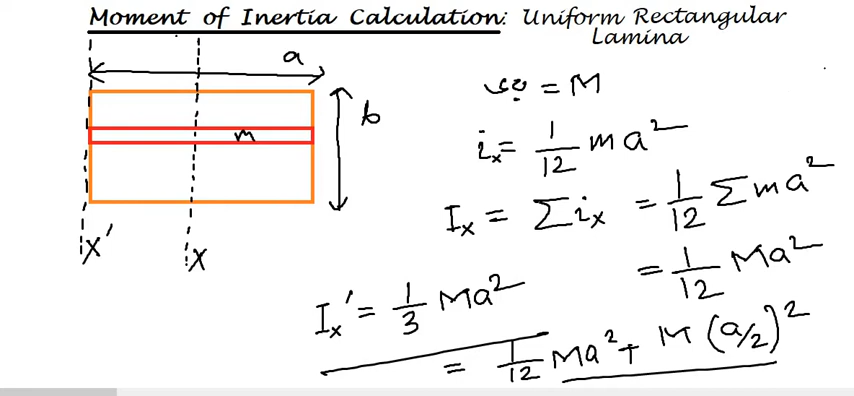 Moment of Inertia Calculation: Uniform Rectangular
Lamina
a
b
m
X'
X
= M
iₓ = 1/12 ma²
Iₓ = Σiₓ = 1/12 Σma²
= 1/12 Ma²
Iₓ' = 1/3 Ma²
= 1/12 Ma² + M(a/2)²